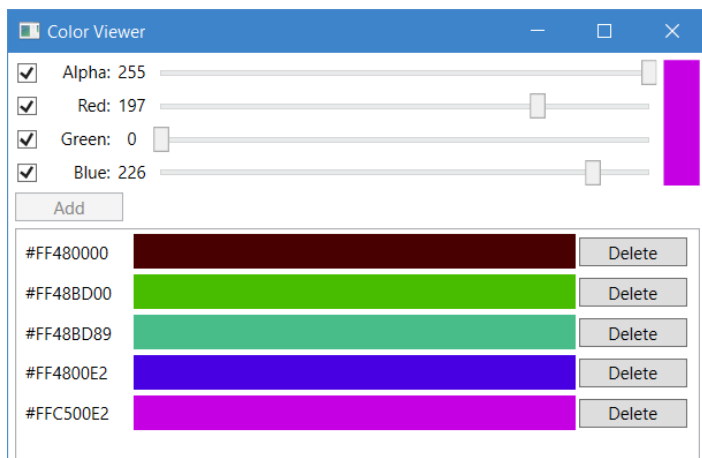 Color Viewer
Alpha: 255
Red: 197
Green: 0
Blue: 226
Add
#FF480000 Delete
#FF48BD00 Delete
#FF48BD89 Delete
#FF4800E2 Delete
#FFC500E2 Delete